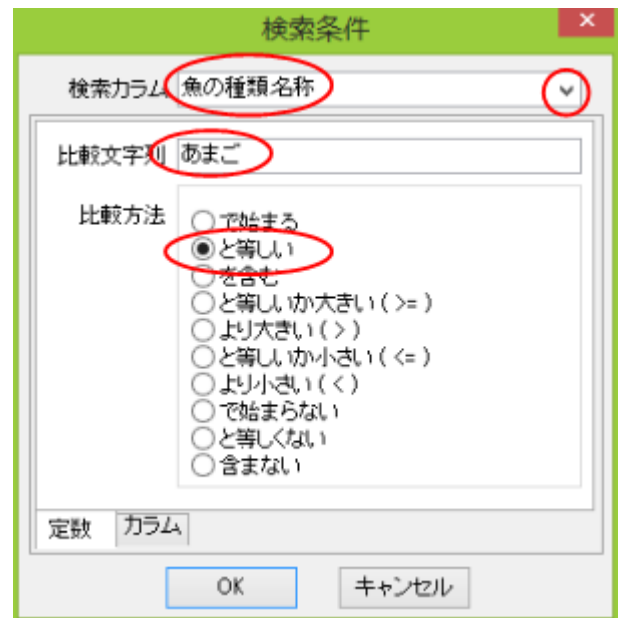 検索条件
検索カラム 魚の種類名称
比較文字列 あまご
比較方法
で始まる
と等しい
を含む
と等しいか大きい(>=)
より大きい(>)
と等しいか小さい(<=)
より小さい(<)
で始まらない
と等しくない
含まない
定数 カラム
OK キャンセル